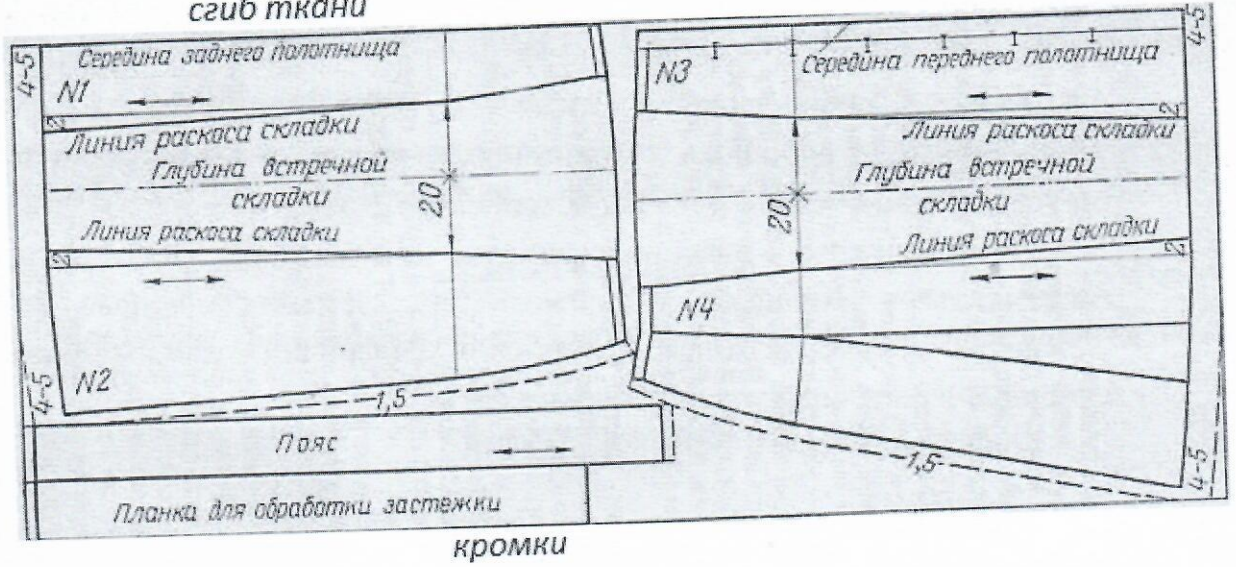 сгиб ткани
4-5
Середина заднего полотнища
N1
2
Линия раскоса складки
Глубина встречной
складки
20
Линия раскоса складки
2
N2
4-5
1,5
Пояс
Планка для обработки застежки
4-5
N3
Середина переднего полотнища
2
Линия раскоса складки
Глубина встречной
складки
20
Линия раскоса складки
2
N4
1,5
4-5
кромки